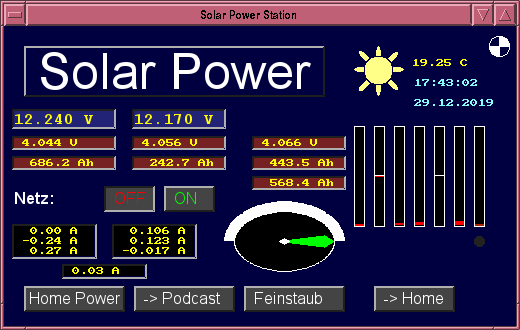 Solar Power Station
Solar Power
19.25 C
17:43:02
29.12.2019
12.240 V 12.170 V
4.044 V 4.056 V 4.066 V
686.2 Ah 242.7 Ah 443.5 Ah
568.4 Ah
Netz: OFF ON
0.00 A 0.106 A
-0.24 A 0.123 A
0.27 A -0.017 A
0.03 A
Home Power -> Podcast Feinstaub -> Home